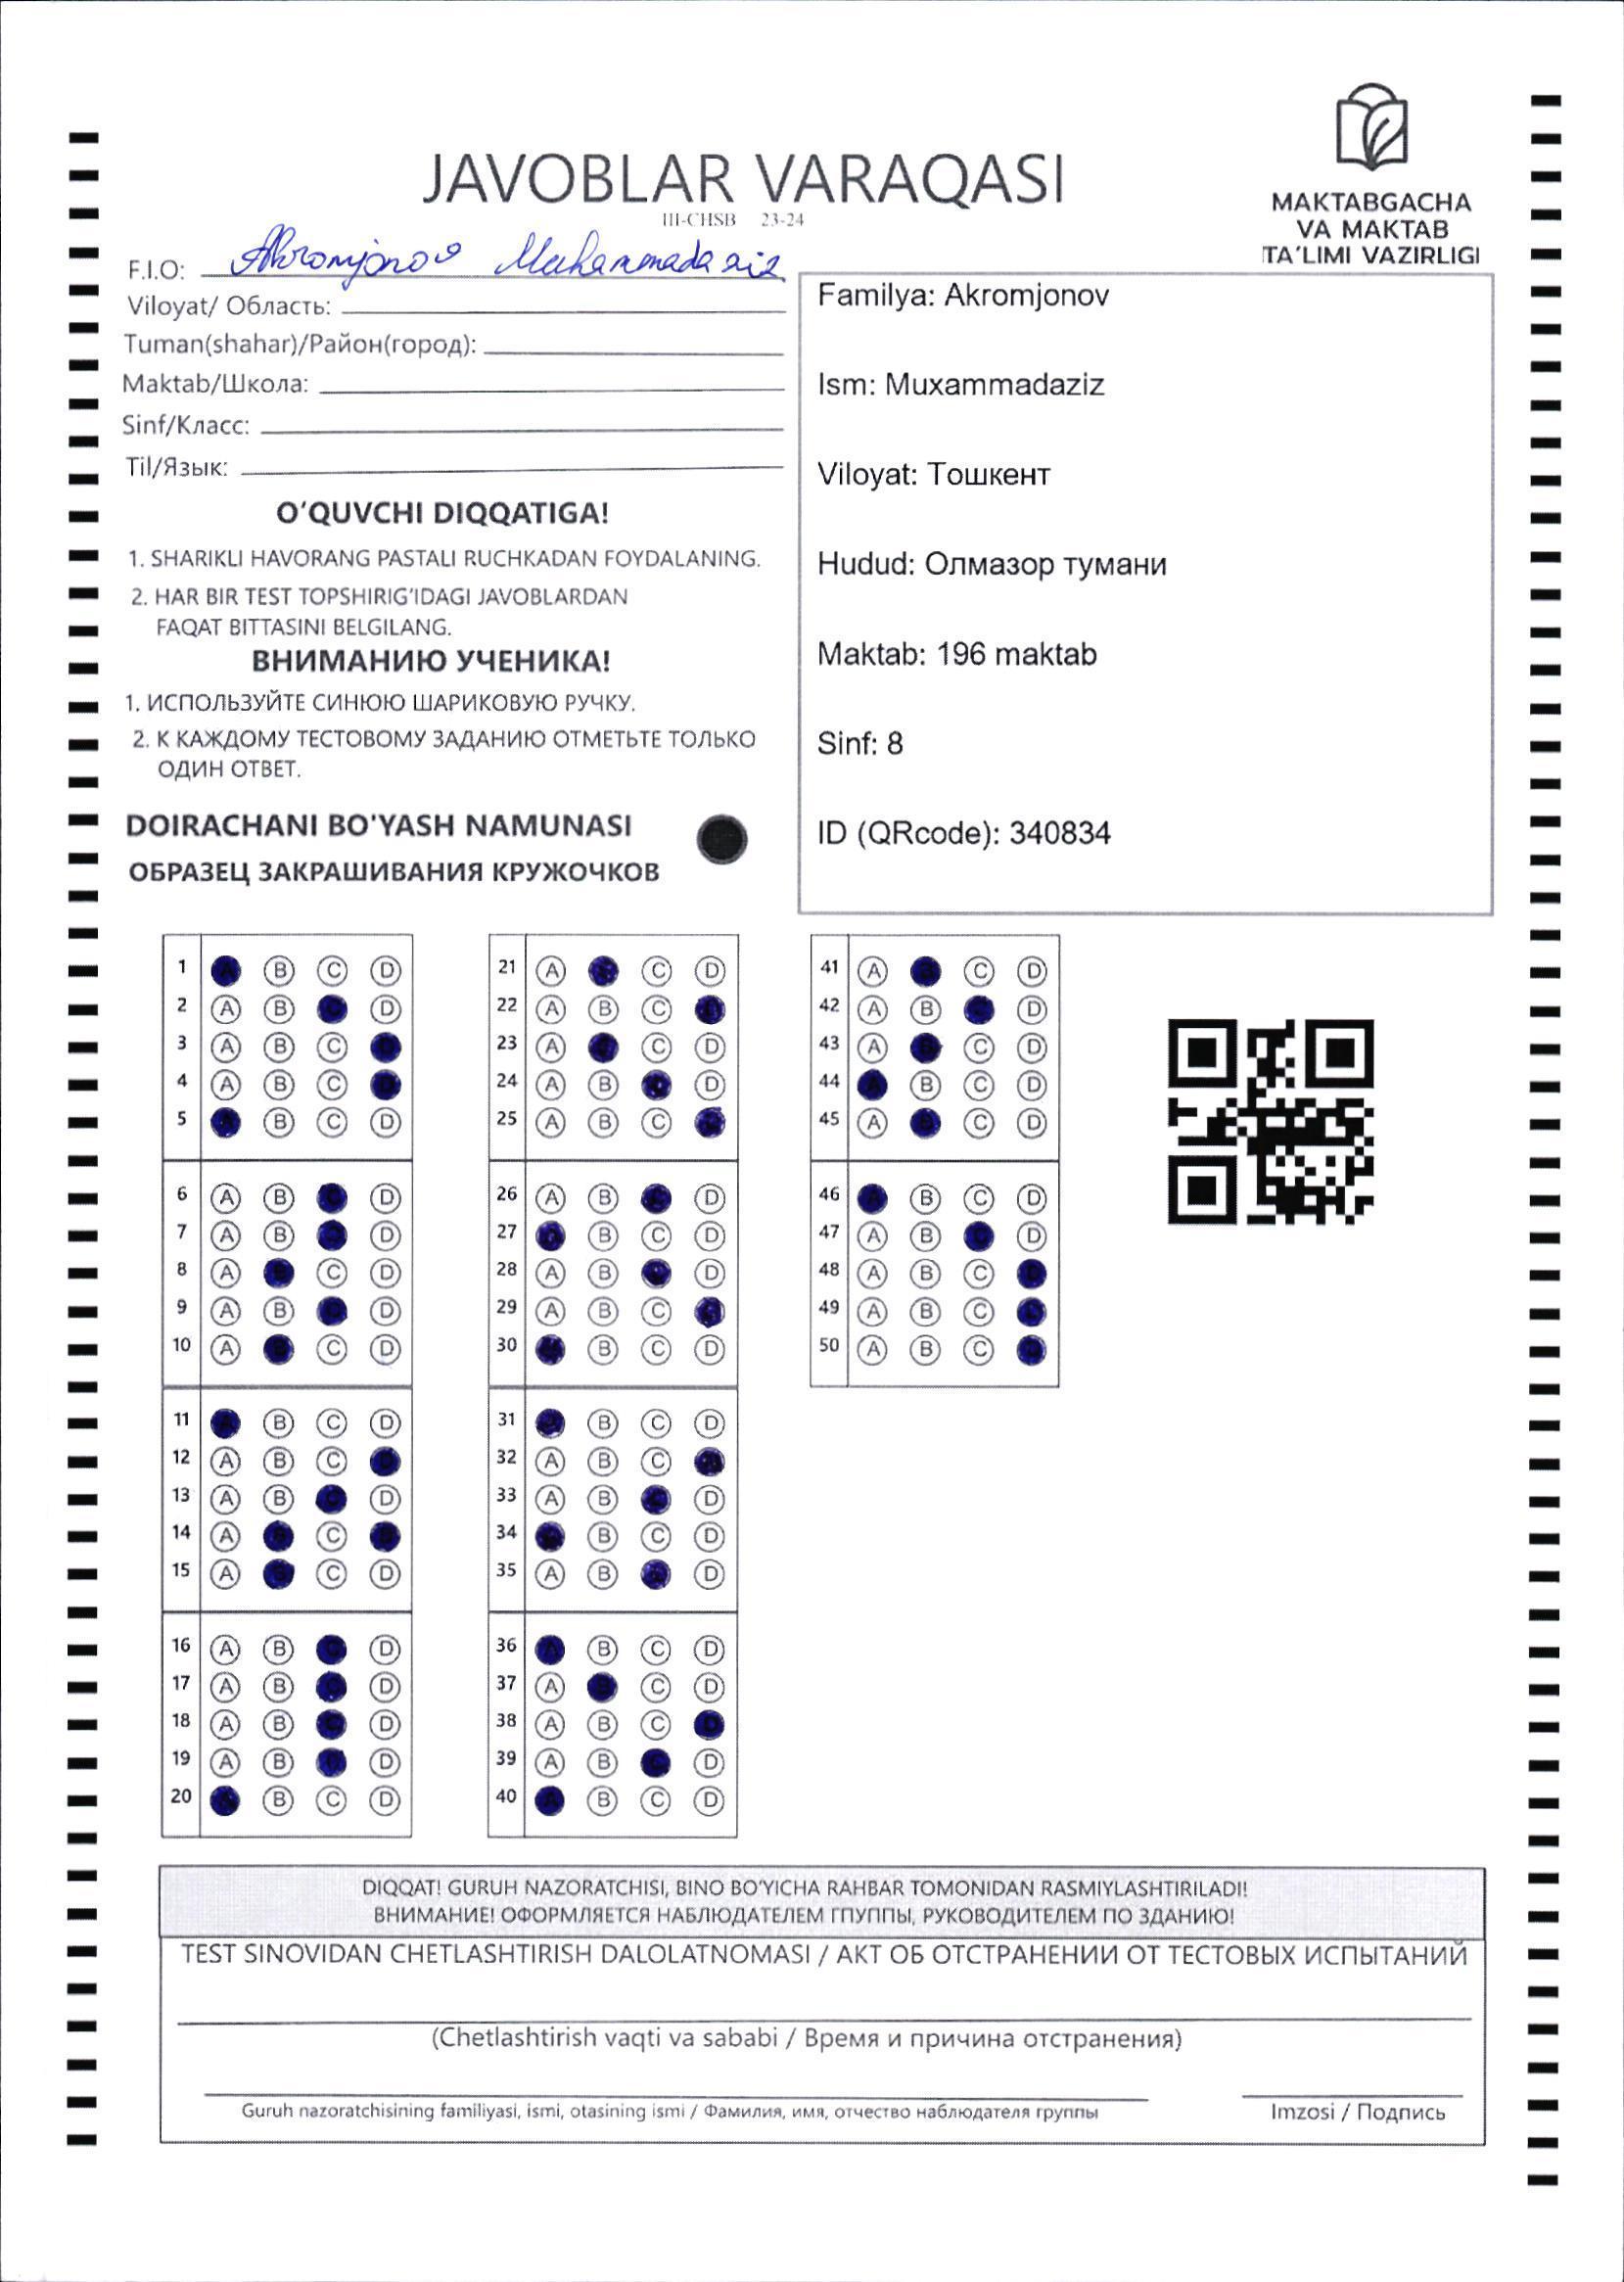 JAVOBLAR VARAQASI
III-CHSB 23-24
MAKTABGACHA
VA MAKTAB
TA'LIMI VAZIRLIGI
F.I.O: Akromjonov Muhammadaziz
Viloyat/ Область:
Tuman(shahar)/Район(город):
Maktab/Школа:
Sinf/Класс:
Til/Язык:
O'QUVCHI DIQQATIGA!
1. SHARIKLI HAVORANG PASTALI RUCHKADAN FOYDALANING.
2. HAR BIR TEST TOPSHIRIG'IDAGI JAVOBLARDAN
FAQAT BITTASINI BELGILANG.
ВНИМАНИЮ УЧЕНИКА!
1. ИСПОЛЬЗУЙТЕ СИНЮЮ ШАРИКОВУЮ РУЧКУ.
2. К КАЖДОМУ ТЕСТОВОМУ ЗАДАНИЮ ОТМЕТЬТЕ ТОЛЬКО
ОДИН ОТВЕТ.
DOIRACHANI BO'YASH NAMUNASI
ОБРАЗЕЦ ЗАКРАШИВАНИЯ КРУЖОЧКОВ
Familya: Akromjonov
Ism: Muxammadaziz
Viloyat: Тошкент
Hudud: Олмазор тумани
Maktab: 196 maktab
Sinf: 8
ID (QRcode): 340834
1 A B C D
2 A B C D
3 A B C D
4 A B C D
5 A B C D
6 A B C D
7 A B C D
8 A B C D
9 A B C D
10 A B C D
11 A B C D
12 A B C D
13 A B C D
14 A B C D
15 A B C D
16 A B C D
17 A B C D
18 A B C D
19 A B C D
20 A B C D
21 A B C D
22 A B C D
23 A B C D
24 A B C D
25 A B C D
26 A B C D
27 A B C D
28 A B C D
29 A B C D
30 A B C D
31 A B C D
32 A B C D
33 A B C D
34 A B C D
35 A B C D
36 A B C D
37 A B C D
38 A B C D
39 A B C D
40 A B C D
41 A B C D
42 A B C D
43 A B C D
44 A B C D
45 A B C D
46 A B C D
47 A B C D
48 A B C D
49 A B C D
50 A B C D
DIQQAT! GURUH NAZORATCHISI, BINO BO'YICHA RAHBAR TOMONIDAN RASMIYLASHTIRILADI!
ВНИМАНИЕ! ОФОРМЛЯЕТСЯ НАБЛЮДАТЕЛЕМ ГПУППЫ, РУКОВОДИТЕЛЕМ ПО ЗДАНИЮ!
TEST SINOVIDAN CHETLASHTIRISH DALOLATNOMASI / АКТ ОБ ОТСТРАНЕНИИ ОТ ТЕСТОВЫХ ИСПЫТАНИЙ
(Chetlashtirish vaqti va sababi / Время и причина отстранения)
Guruh nazoratchisining familiyasi, ismi, otasining ismi / Фамилия, имя, отчество наблюдателя группы
Imzosi / Подпись